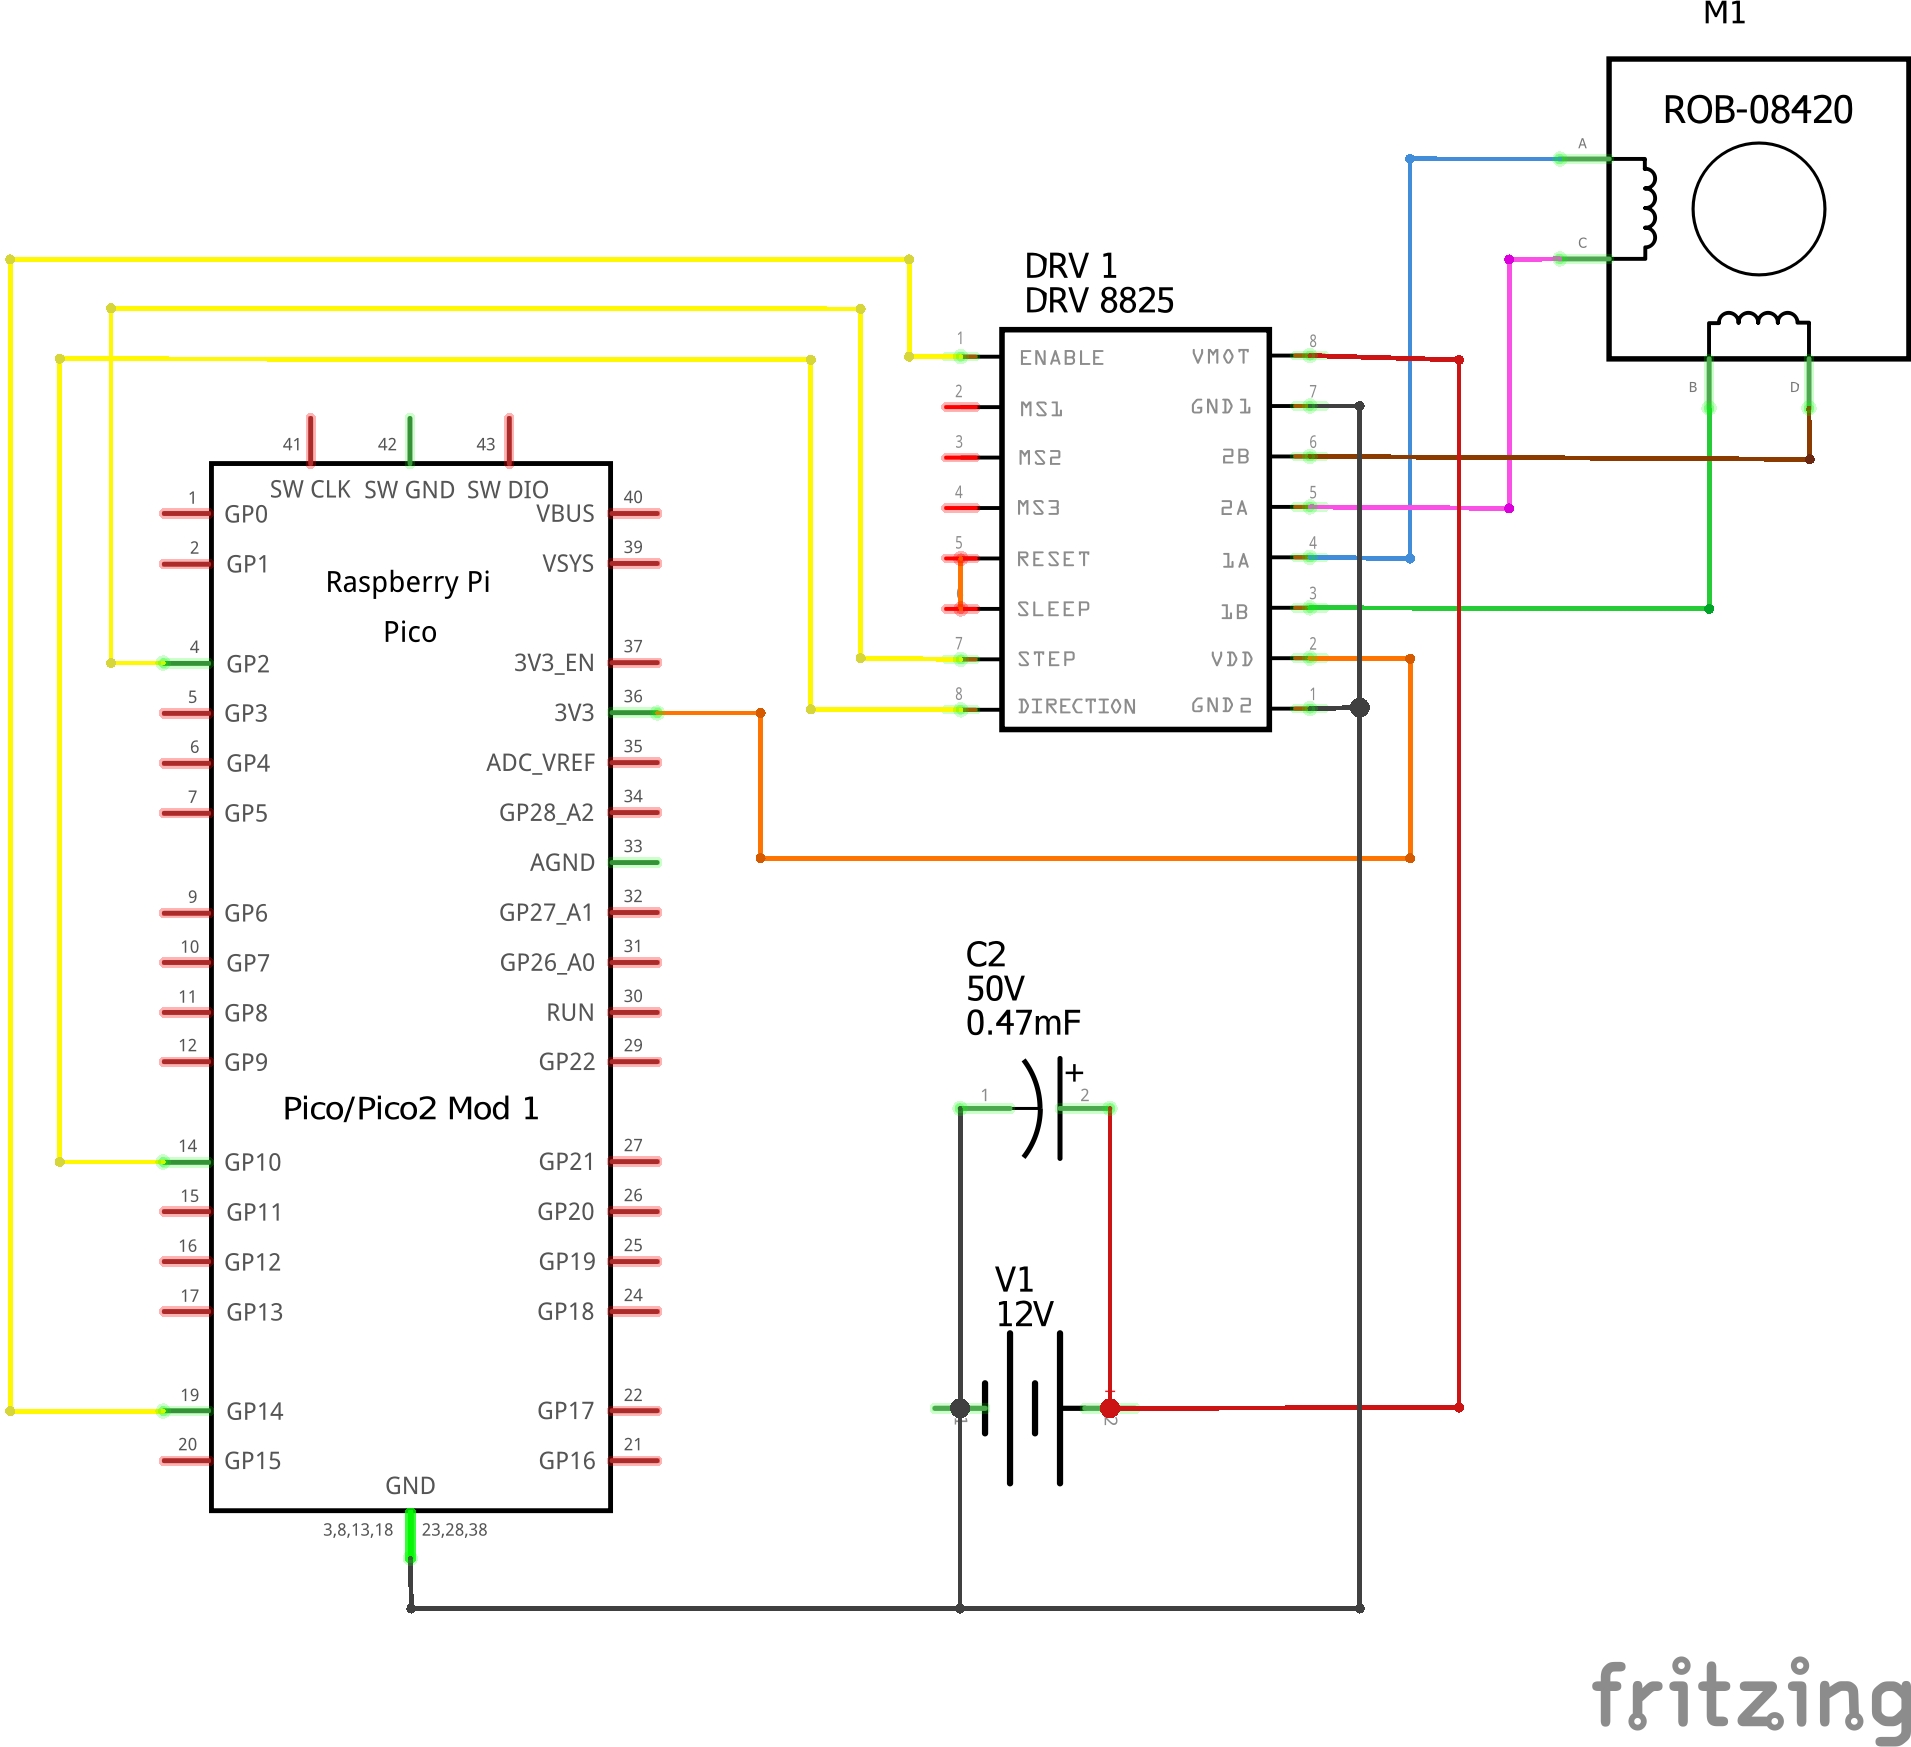 M1
ROB-08420
A
C
B
D
DRV 1
DRV 8825
1 ENABLE VMOT 8
2 MS1 GND1 7
3 MS2 2B 6
4 MS3 2A 5
5 RESET 1A 4
SLEEP 1B 3
7 STEP VDD 2
8 DIRECTION GND2 1
41 42 43
SW CLK SW GND SW DIO
1 GP0 VBUS 40
2 GP1 VSYS 39
Raspberry Pi
Pico
4 GP2 3V3_EN 37
5 GP3 3V3 36
6 GP4 ADC_VREF 35
7 GP5 GP28_A2 34
AGND 33
9 GP6 GP27_A1 32
10 GP7 GP26_A0 31
11 GP8 RUN 30
12 GP9 GP22 29
Pico/Pico2 Mod 1
14 GP10 GP21 27
15 GP11 GP20 26
16 GP12 GP19 25
17 GP13 GP18 24
19 GP14 GP17 22
20 GP15 GP16 21
GND
3,8,13,18 23,28,38
C2
50V
0.47mF
+
1 2
V1
12V
2
fritzing